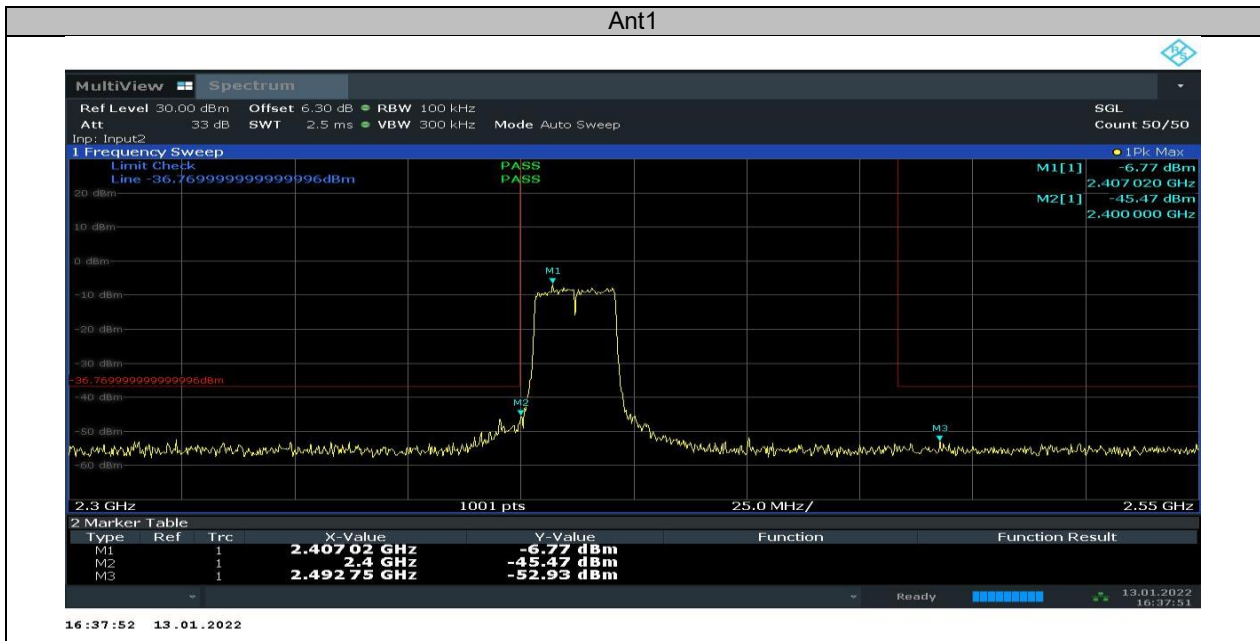 Ant1
MultiView Spectrum
Ref Level 30.00 dBm Offset 6.30 dB RBW 100 kHz SGL
Att 33 dB SWT 2.5 ms VBW 300 kHz Mode Auto Sweep Count 50/50
Inp: Input2
1 Frequency Sweep 1Pk Max
Limit Check PASS M1[1] -6.77 dBm
Line -36.769999999999996dBm PASS 2.407 020 GHz
20 dBm M2[1] -45.47 dBm
2.400 000 GHz
10 dBm
0 dBm
M1
-10 dBm
-20 dBm
-30 dBm
-36.769999999999996dBm
-40 dBm
M2
-50 dBm
M3
-60 dBm
2.3 GHz 1001 pts 25.0 MHz/ 2.55 GHz
2 Marker Table
Type Ref Trc X-Value Y-Value Function Function Result
M1 1 2.407 02 GHz -6.77 dBm
M2 1 2.4 GHz -45.47 dBm
M3 1 2.492 75 GHz -52.93 dBm
Ready 13.01.2022
16:37:51
16:37:52 13.01.2022